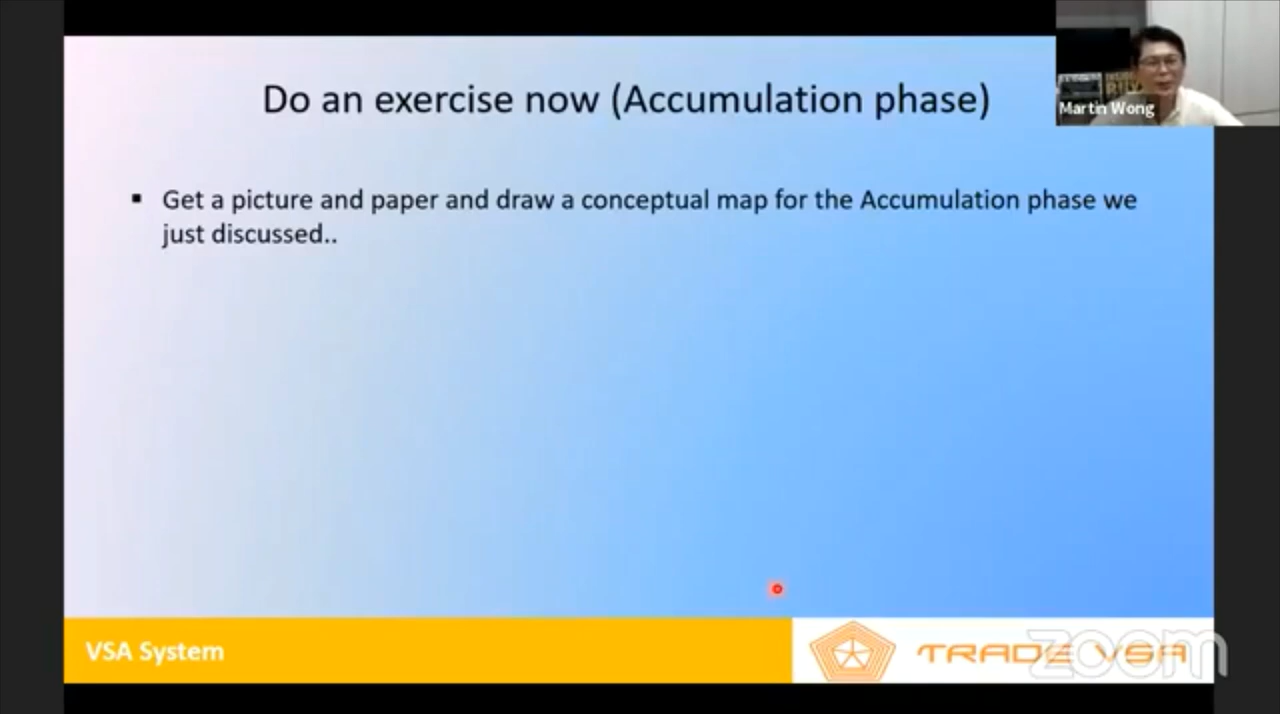 Do an exercise now (Accumulation phase)
Martin Wong
▪ Get a picture and paper and draw a conceptual map for the Accumulation phase we
just discussed..
VSA System
TRADE VSA
zoom